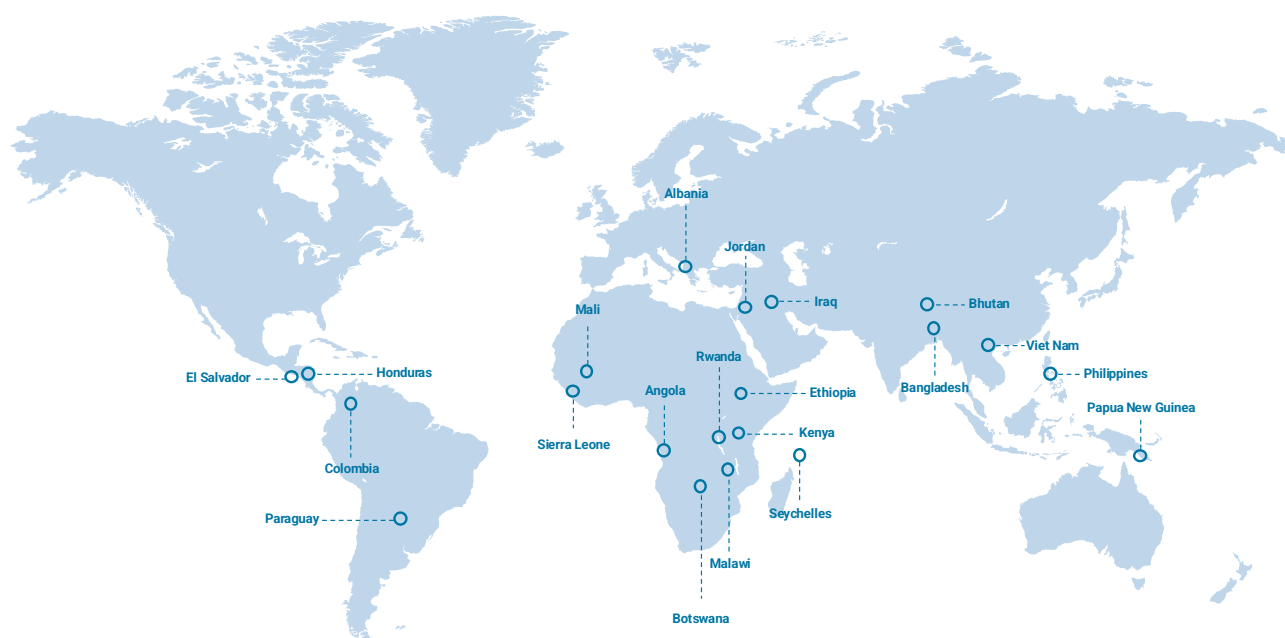 Albania
Jordan
Iraq
Bhutan
Mali
Viet Nam
Rwanda
El Salvador
Honduras
Philippines
Bangladesh
Angola
Ethiopia
Papua New Guinea
Kenya
Sierra Leone
Colombia
Seychelles
Paraguay
Malawi
Botswana